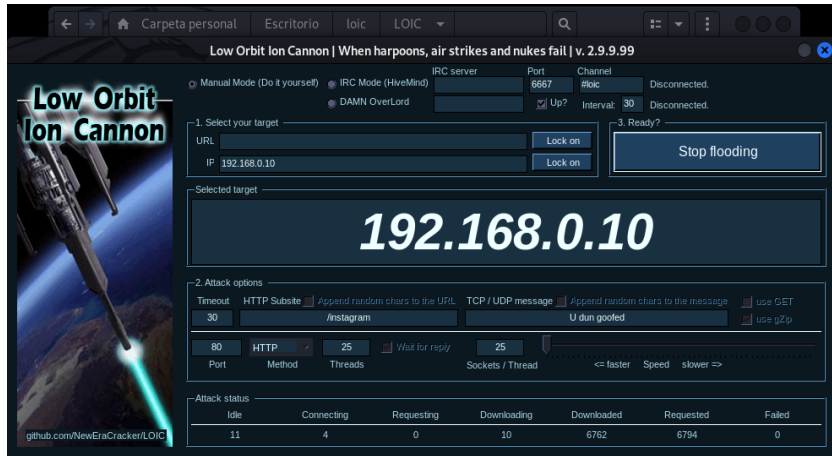 Carpeta personal Escritorio loic LOIC
Low Orbit Ion Cannon | When harpoons, air strikes and nukes fail | v. 2.9.9.99
Low Orbit
Ion Cannon
github.com/NewEraCracker/LOIC
IRC server Port Channel
Manual Mode (Do it yourself) IRC Mode (HiveMind) 6667 #loic Disconnected.
DAMN OverLord Up? Interval: 30 Disconnected.
1. Select your target
URL Lock on
IP 192.168.0.10 Lock on
3. Ready?
Stop flooding
Selected target
192.168.0.10
2. Attack options
Timeout HTTP Subsite Append random chars to the URL TCP / UDP message Append random chars to the message use GET
30 /instagram U dun goofed use gZip
80 HTTP 25 Wait for reply 25
Port Method Threads Sockets / Thread <= faster Speed slower =>
Attack status
Idle Connecting Requesting Downloading Downloaded Requested Failed
11 4 0 10 6762 6794 0